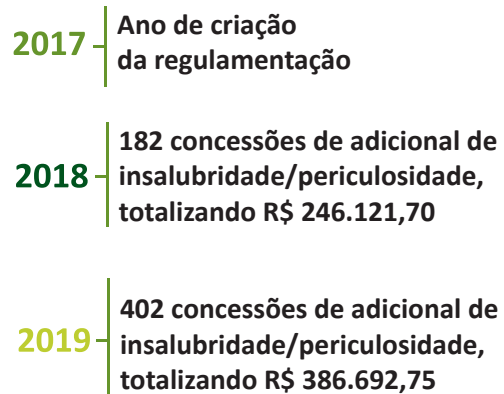 2017
Ano de criação
da regulamentação
2018
182 concessões de adicional de
insalubridade/periculosidade,
totalizando R$ 246.121,70
2019
402 concessões de adicional de
insalubridade/periculosidade,
totalizando R$ 386.692,75